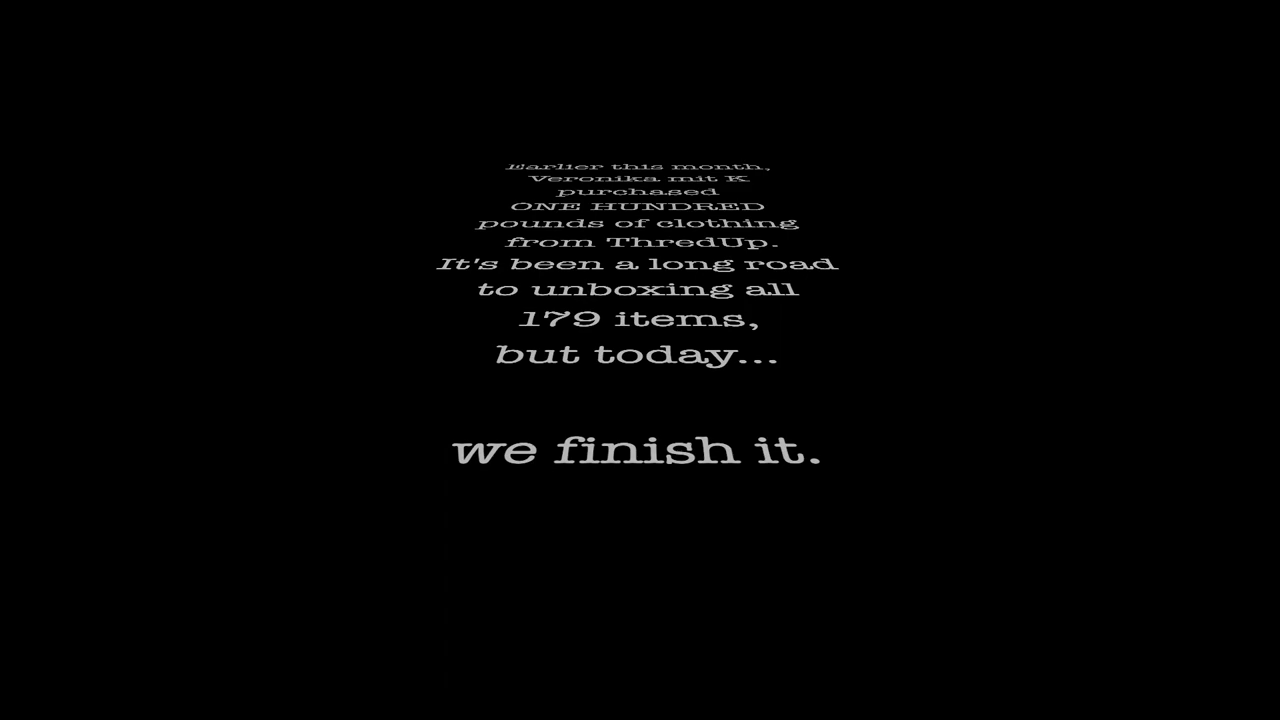 Earlier this month,
Veronika mit K
purchased
ONE HUNDRED
pounds of clothing
from ThredUp.
It's been a long road
to unboxing all
179 items,
but today...
we finish it.